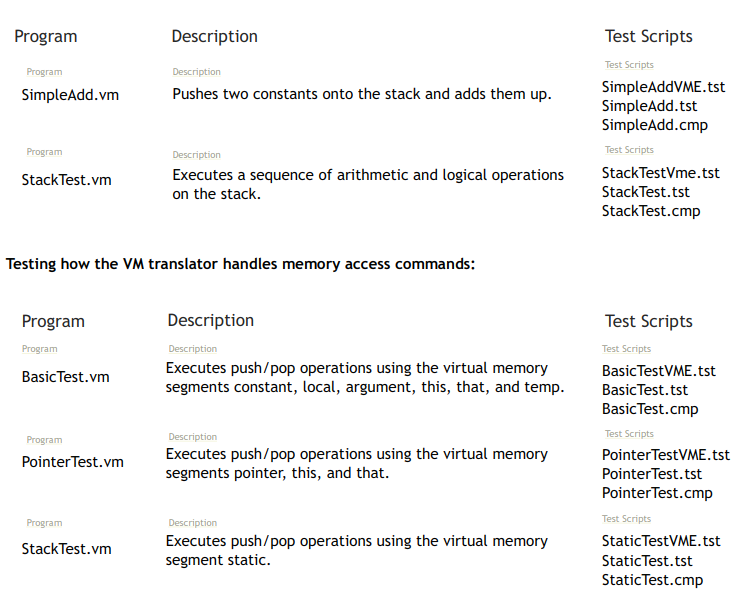 Program Description Test Scripts
Program Description Test Scripts
SimpleAdd.vm Pushes two constants onto the stack and adds them up. SimpleAddVME.tst
SimpleAdd.tst
SimpleAdd.cmp
Program Description Test Scripts
StackTest.vm Executes a sequence of arithmetic and logical operations StackTestVme.tst
on the stack. StackTest.tst
StackTest.cmp
Testing how the VM translator handles memory access commands:
Program Description Test Scripts
Program Description Test Scripts
BasicTest.vm Executes push/pop operations using the virtual memory BasicTestVME.tst
segments constant, local, argument, this, that, and temp. BasicTest.tst
BasicTest.cmp
Program Description Test Scripts
PointerTest.vm Executes push/pop operations using the virtual memory PointerTestVME.tst
segments pointer, this, and that. PointerTest.tst
PointerTest.cmp
Program Description Test Scripts
StackTest.vm Executes push/pop operations using the virtual memory StaticTestVME.tst
segment static. StaticTest.tst
StaticTest.cmp